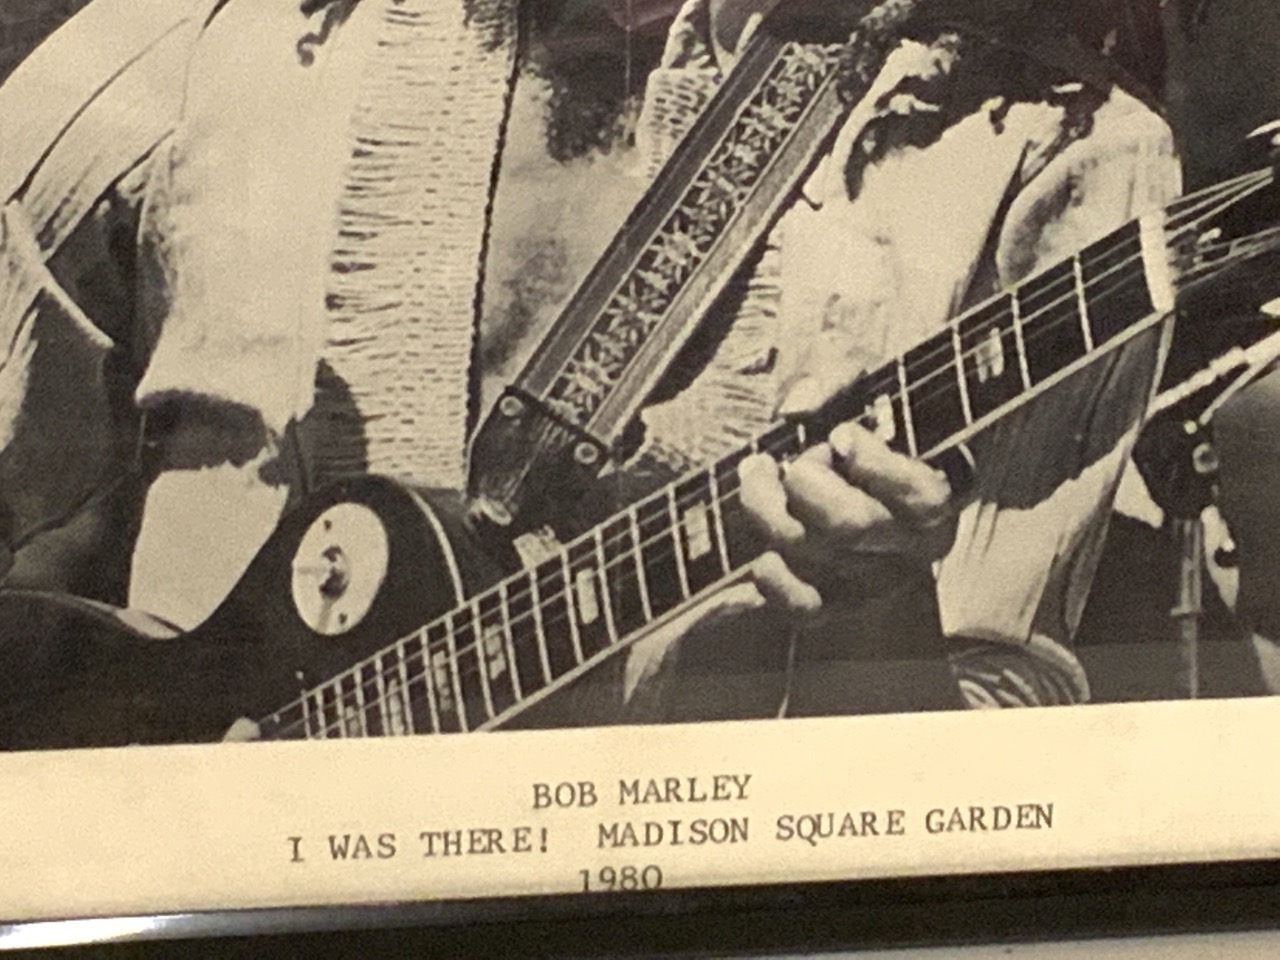 BOB MARLEY
I WAS THERE! MADISON SQUARE GARDEN
1980